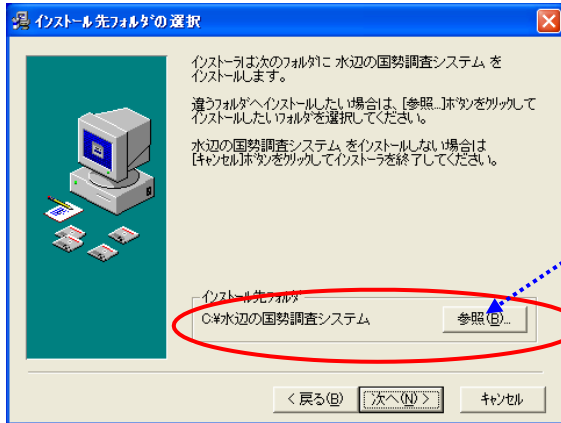 インストール先フォルダの選択
インストーラは次のフォルダに 水辺の国勢調査システム を
インストールします。
違うフォルダへインストールしたい場合は、[参照...]ボタンをクリックして
インストールしたいフォルダを選択してください。
水辺の国勢調査システム をインストールしない場合は
[キャンセル]ボタンをクリックしてインストーラを終了してください。
インストール先フォルダ
C:¥水辺の国勢調査システム
参照(B)...
< 戻る(B)
次へ(N) >
キャンセル